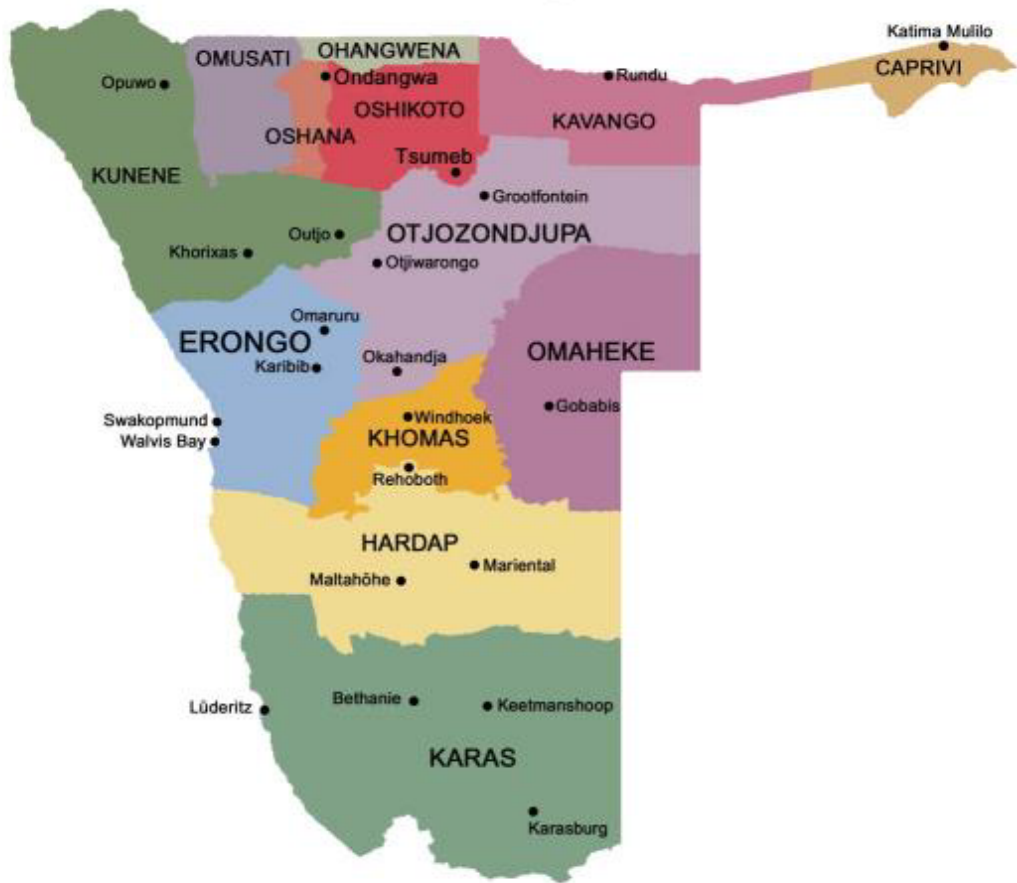 Katima Mulilo
OHANGWENA
OMUSATI
CAPRIVI
Ondangwa
Rundu
Opuwo
OSHIKOTO
KAVANGO
OSHANA
Tsumeb
KUNENE
Grootfontein
Outjo
OTJOZONDJUPA
Khorixas
Otjiwarongo
Omaruru
ERONGO
OMAHEKE
Okahandja
Karibib
Gobabis
Swakopmund
Windhoek
Walvis Bay
KHOMAS
Rehoboth
HARDAP
Mariental
Maltahöhe
Bethanie
Keetmanshoop
Lüderitz
KARAS
Karasburg